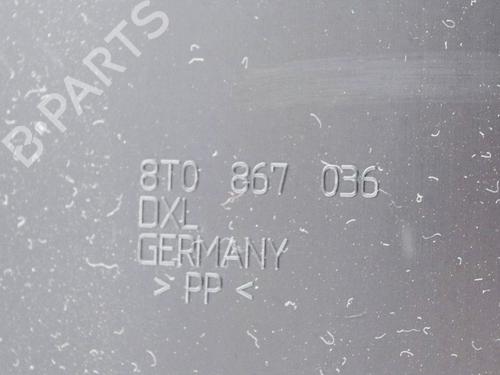 B-PARTS
8T0 867 036
DXL
GERMANY
> PP <